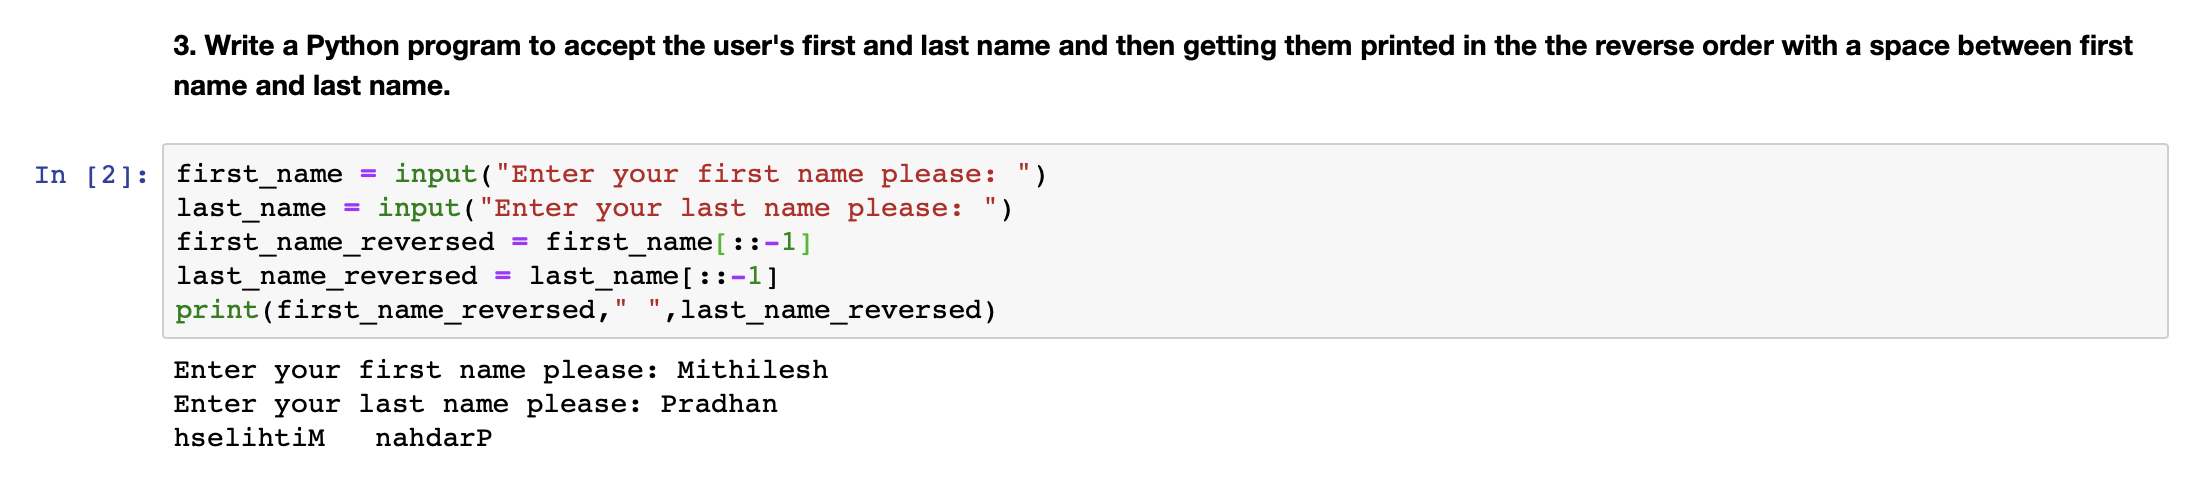 3. Write a Python program to accept the user's first and last name and then getting them printed in the the reverse order with a space between first
name and last name.
In [2]:
first_name = input("Enter your first name please: ")
last_name = input("Enter your last name please: ")
first_name_reversed = first_name[::-1]
last_name_reversed = last_name[::-1]
print(first_name_reversed," ",last_name_reversed)
Enter your first name please: Mithilesh
Enter your last name please: Pradhan
hselihtiM   nahdarP